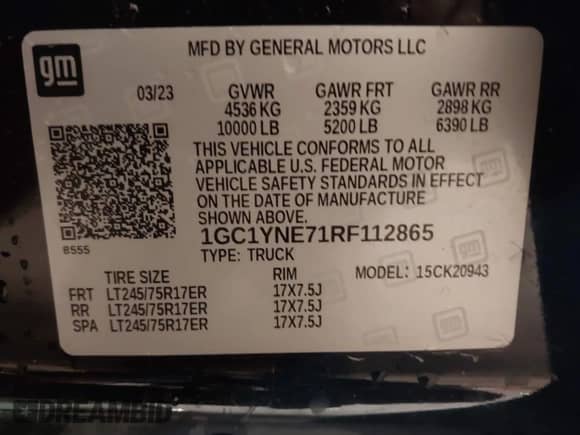 gm
MFD BY GENERAL MOTORS LLC
03/23 GVWR GAWR FRT GAWR RR
4536 KG 2359 KG 2898 KG
10000 LB 5200 LB 6390 LB
THIS VEHICLE CONFORMS TO ALL
APPLICABLE U.S. FEDERAL MOTOR
VEHICLE SAFETY STANDARDS IN EFFECT
ON THE DATE OF MANUFACTURE
SHOWN ABOVE.
B555
1GC1YNE71RF112865
TYPE: TRUCK MODEL: 15CK20943
TIRE SIZE RIM
FRT LT245/75R17ER 17X7.5J
RR LT245/75R17ER 17X7.5J
SPA LT245/75R17ER 17X7.5J
DREAMBID